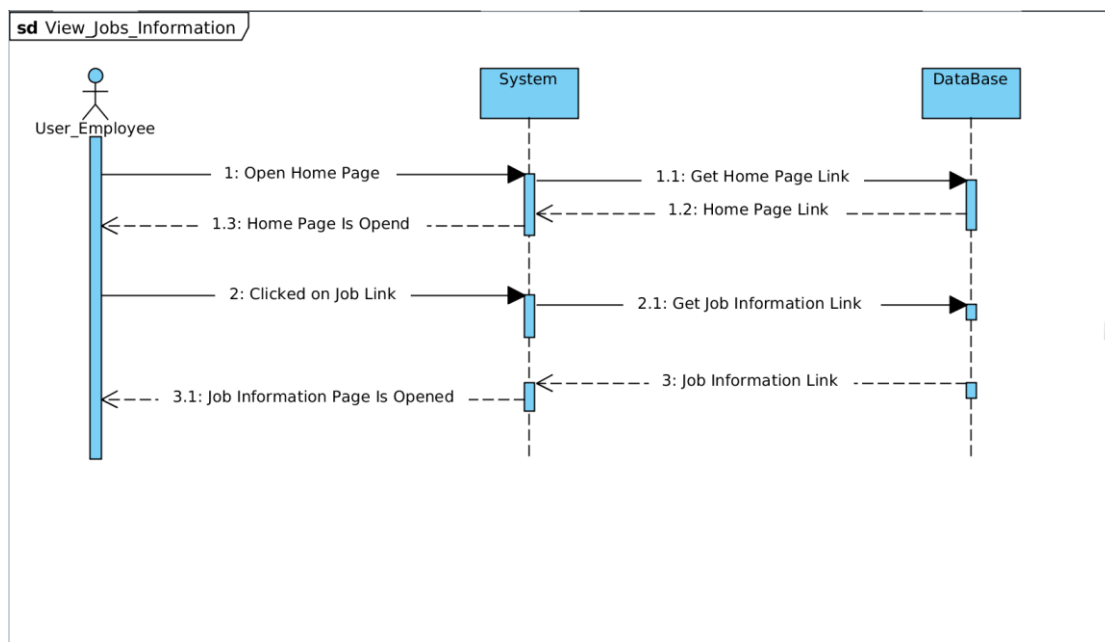 sd View_Jobs_Information
User_Employee
System
DataBase
1: Open Home Page
1.1: Get Home Page Link
1.2: Home Page Link
1.3: Home Page Is Opend
2: Clicked on Job Link
2.1: Get Job Information Link
3: Job Information Link
3.1: Job Information Page Is Opened